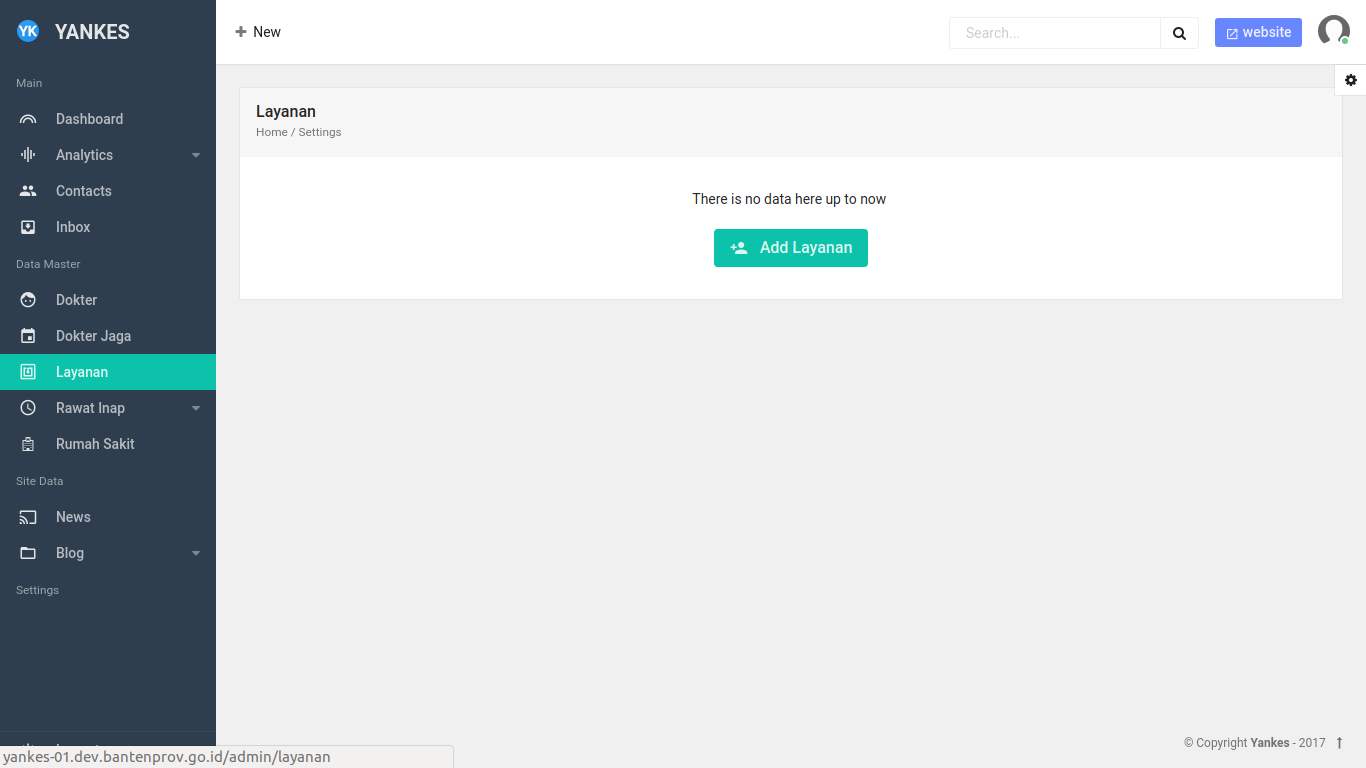 YK YANKES
Main
Dashboard
Analytics
Contacts
Inbox
Data Master
Dokter
Dokter Jaga
Layanan
Rawat Inap
Rumah Sakit
Site Data
News
Blog
Settings
New
Search...
website
Layanan
Home / Settings
There is no data here up to now
Add Layanan
© Copyright Yankes - 2017
yankes-01.dev.bantenprov.go.id/admin/layanan